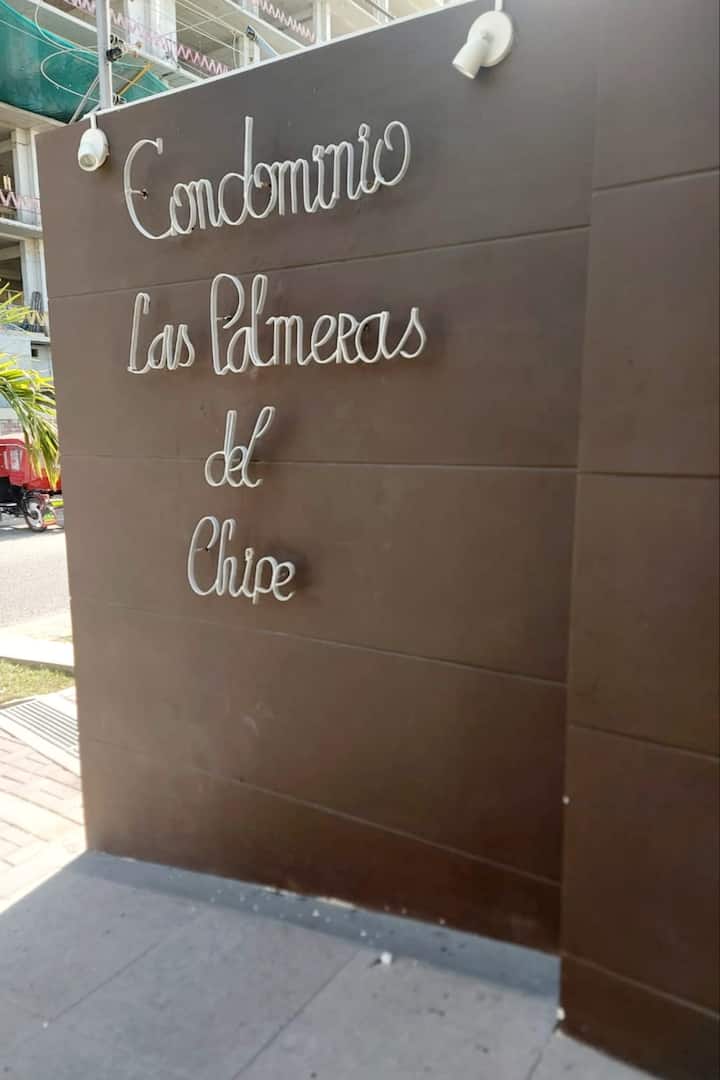 Condominio
Las Palmeras
del
Chipe